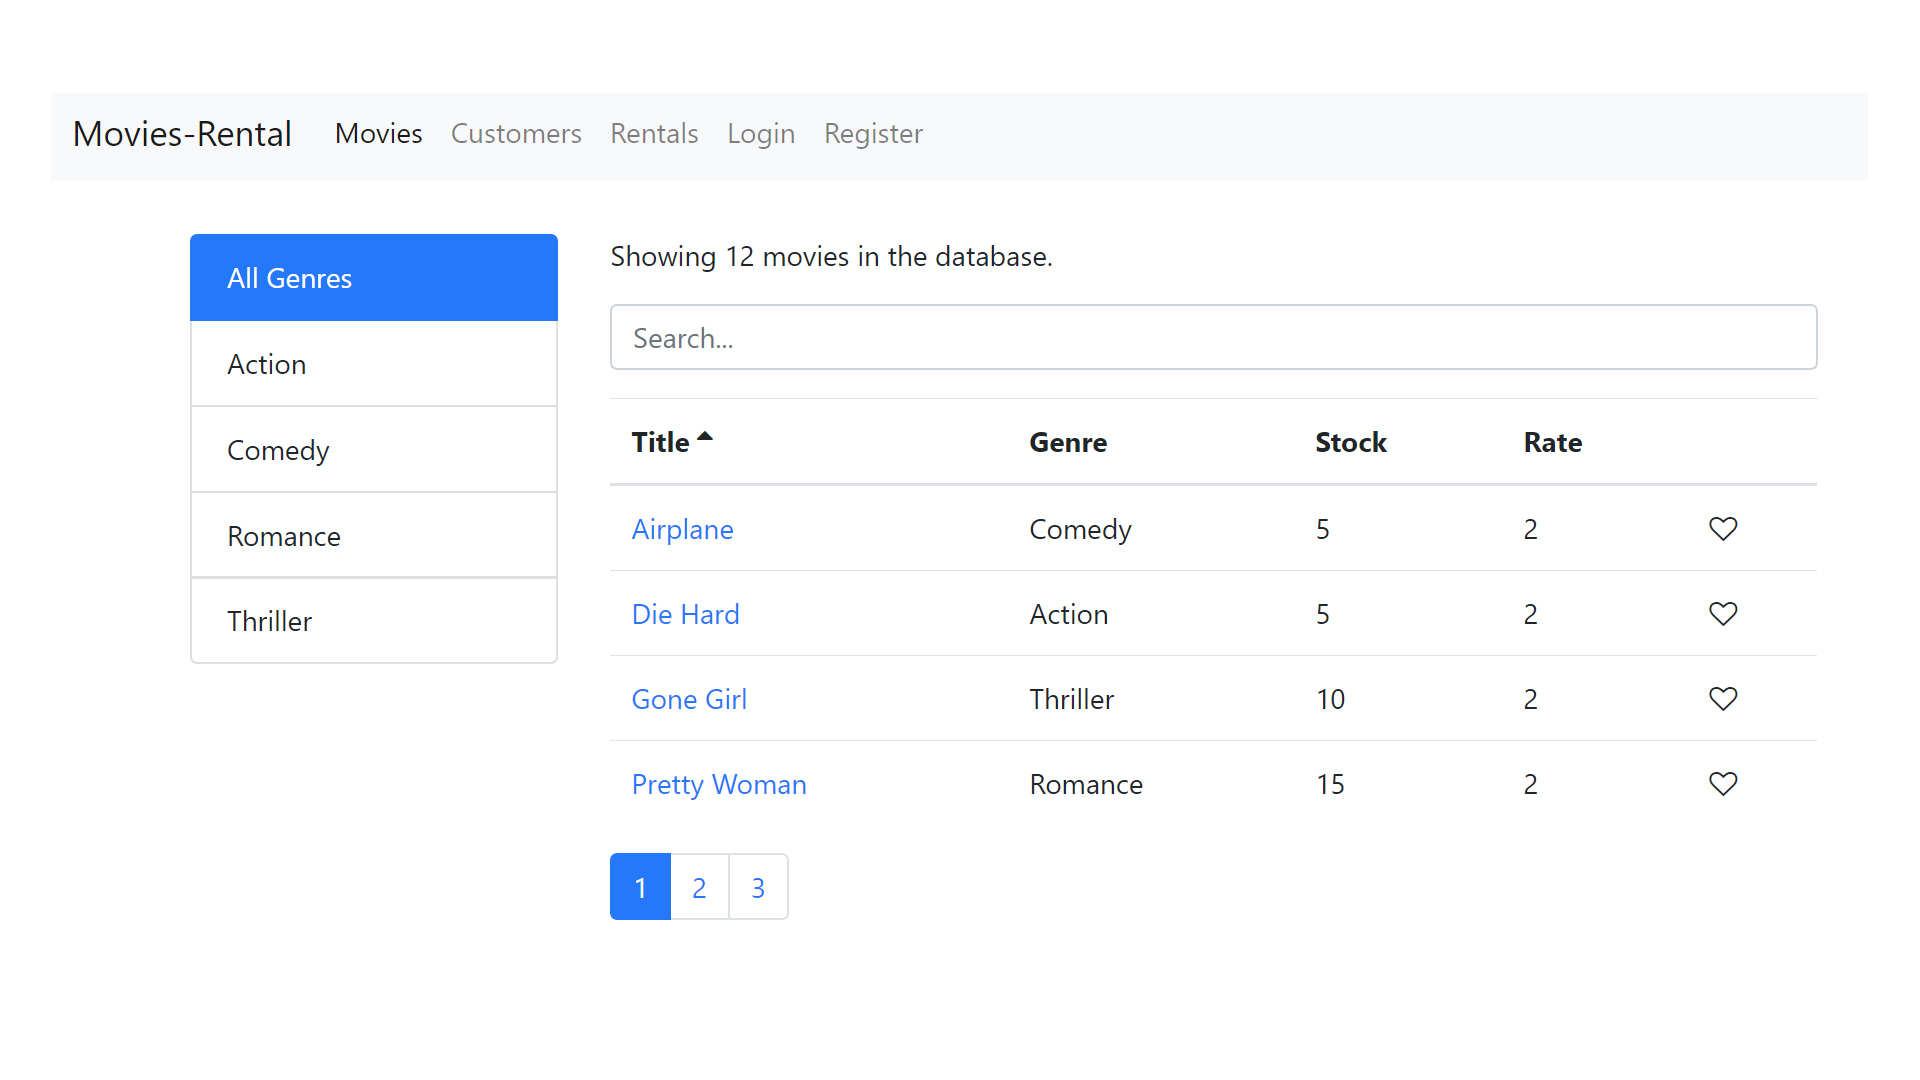 Movies-Rental Movies Customers Rentals Login Register
All Genres
Action
Comedy
Romance
Thriller
Showing 12 movies in the database.
Search...
Title Genre Stock Rate
Airplane Comedy 5 2
Die Hard Action 5 2
Gone Girl Thriller 10 2
Pretty Woman Romance 15 2
1 2 3